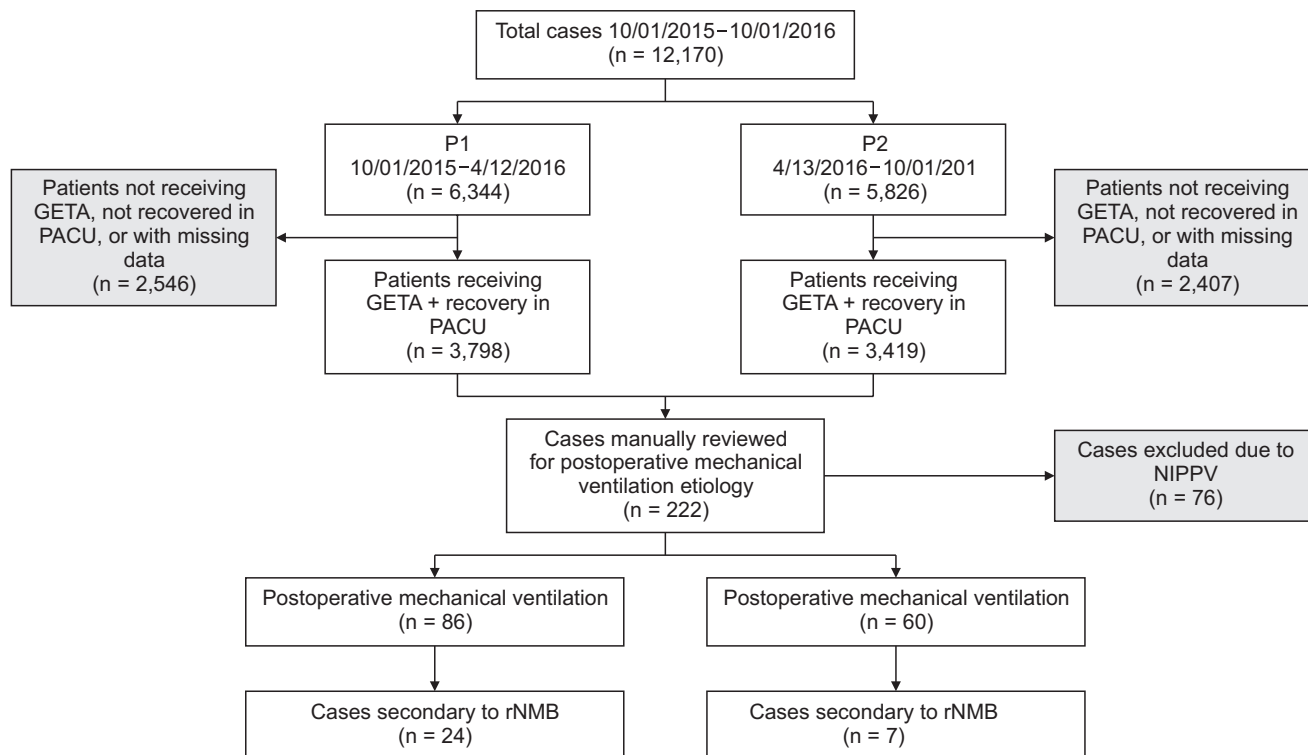 Total cases 10/01/2015−10/01/2016
(n = 12,170)
P1
10/01/2015−4/12/2016
(n = 6,344)
P2
4/13/2016−10/01/201
(n = 5,826)
Patients not receiving
GETA, not recovered in
PACU, or with missing
data
(n = 2,546)
Patients not receiving
GETA, not recovered in
PACU, or with missing
data
(n = 2,407)
Patients receiving
GETA + recovery in
PACU
(n = 3,798)
Patients receiving
GETA + recovery in
PACU
(n = 3,419)
Cases manually reviewed
for postoperative mechanical
ventilation etiology
(n = 222)
Cases excluded due to
NIPPV
(n = 76)
Postoperative mechanical ventilation
(n = 86)
Postoperative mechanical ventilation
(n = 60)
Cases secondary to rNMB
(n = 24)
Cases secondary to rNMB
(n = 7)